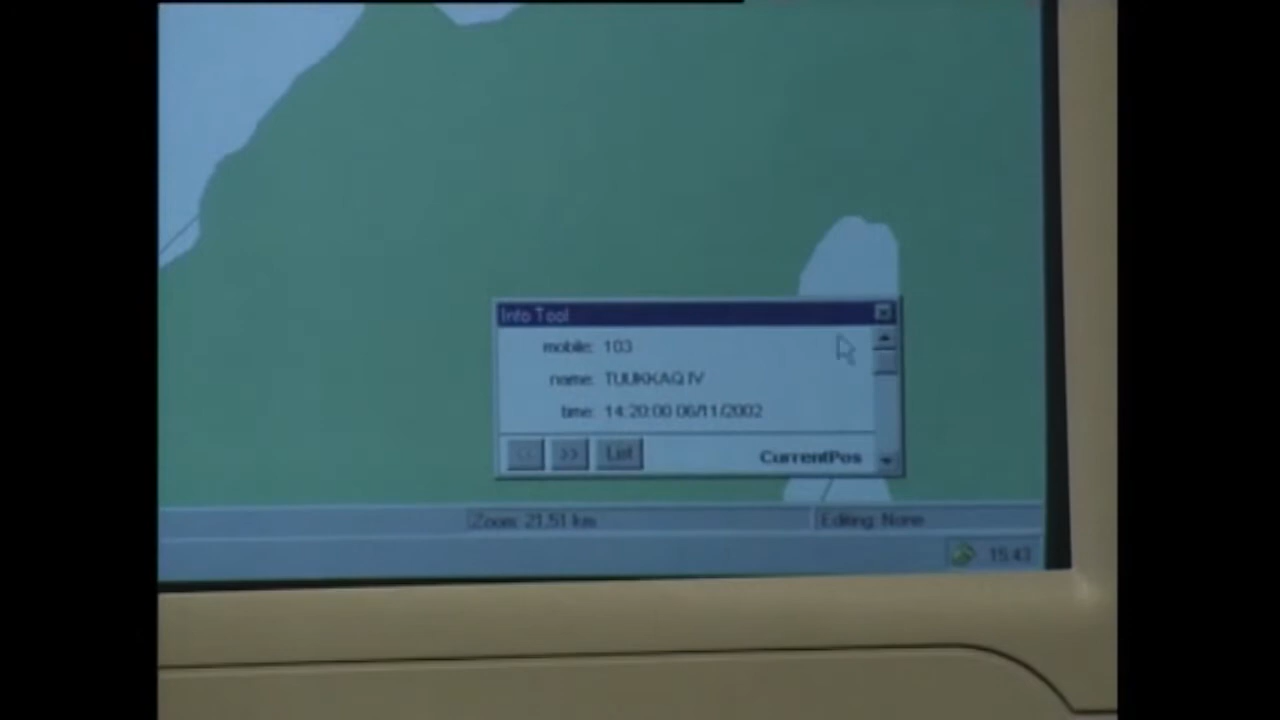 Info Tool
mobile: 103
name: TUUKKAQ IV
time: 14:20:00 06/11/2002
<< >> List CurrentPos
Zoom: 21.51 km Editing: None
15:43